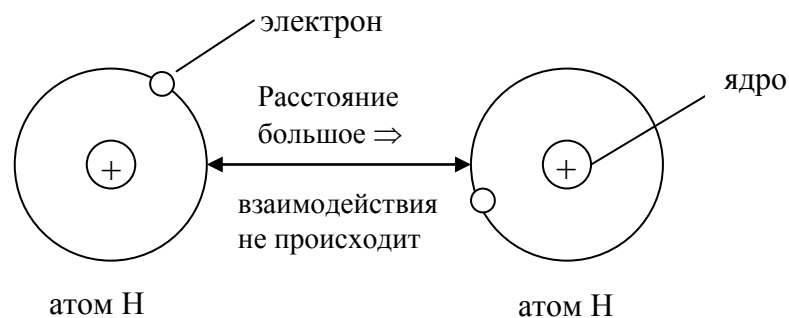 электрон
ядро
Расстояние
большое ⇒
+
+
взаимодействия
не происходит
атом Н
атом Н